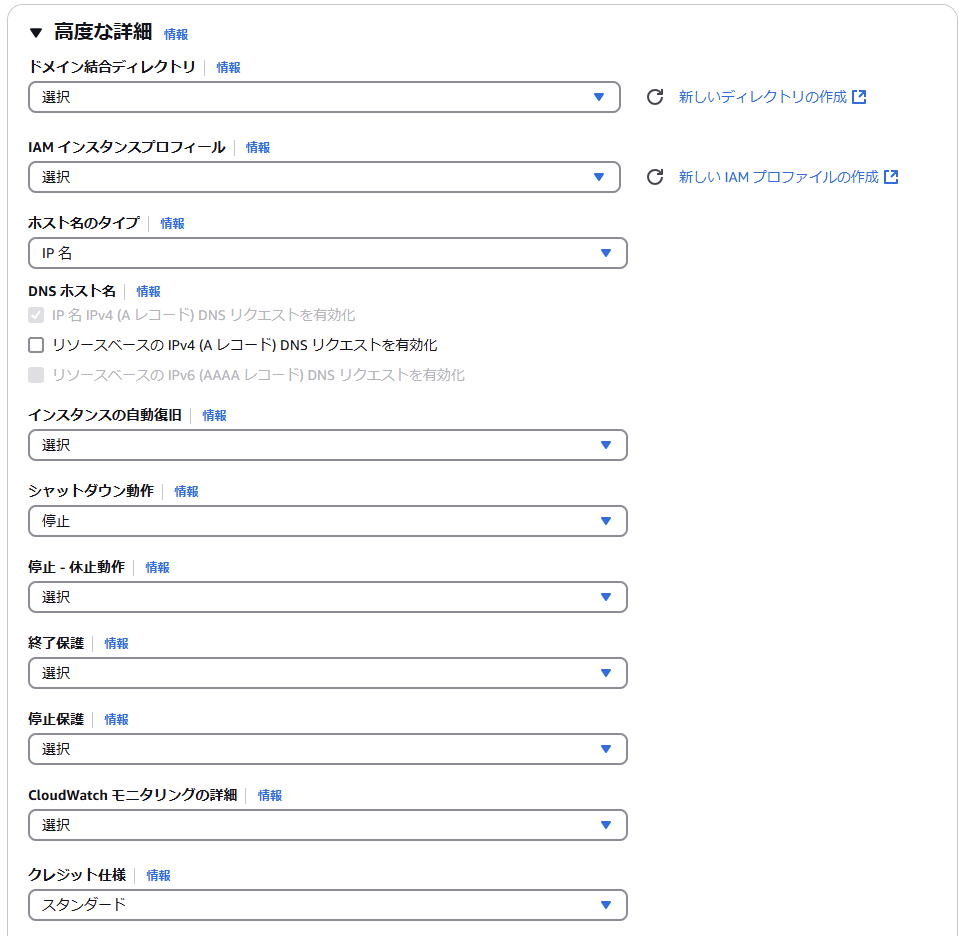 ▼ 高度な詳細 情報
ドメイン結合ディレクトリ 情報
選択 新しいディレクトリの作成
IAM インスタンスプロフィール 情報
選択 新しい IAM プロファイルの作成
ホスト名のタイプ 情報
IP 名
DNS ホスト名 情報
IP 名 IPv4 (A レコード) DNS リクエストを有効化
リソースベースの IPv4 (A レコード) DNS リクエストを有効化
リソースベースの IPv6 (AAAA レコード) DNS リクエストを有効化
インスタンスの自動復旧 情報
選択
シャットダウン動作 情報
停止
停止 - 休止動作 情報
選択
終了保護 情報
選択
停止保護 情報
選択
CloudWatch モニタリングの詳細 情報
選択
クレジット仕様 情報
スタンダード